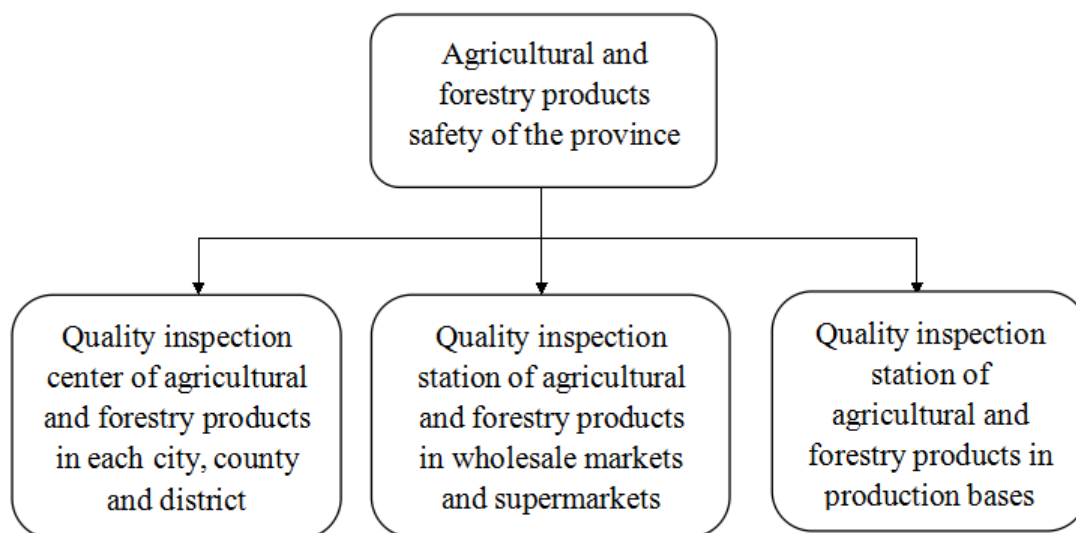 Agricultural and
forestry products
safety of the province
Quality inspection
center of agricultural
and forestry products
in each city, county
and district
Quality inspection
station of agricultural
and forestry products
in wholesale markets
and supermarkets
Quality inspection
station of
agricultural and
forestry products in
production bases